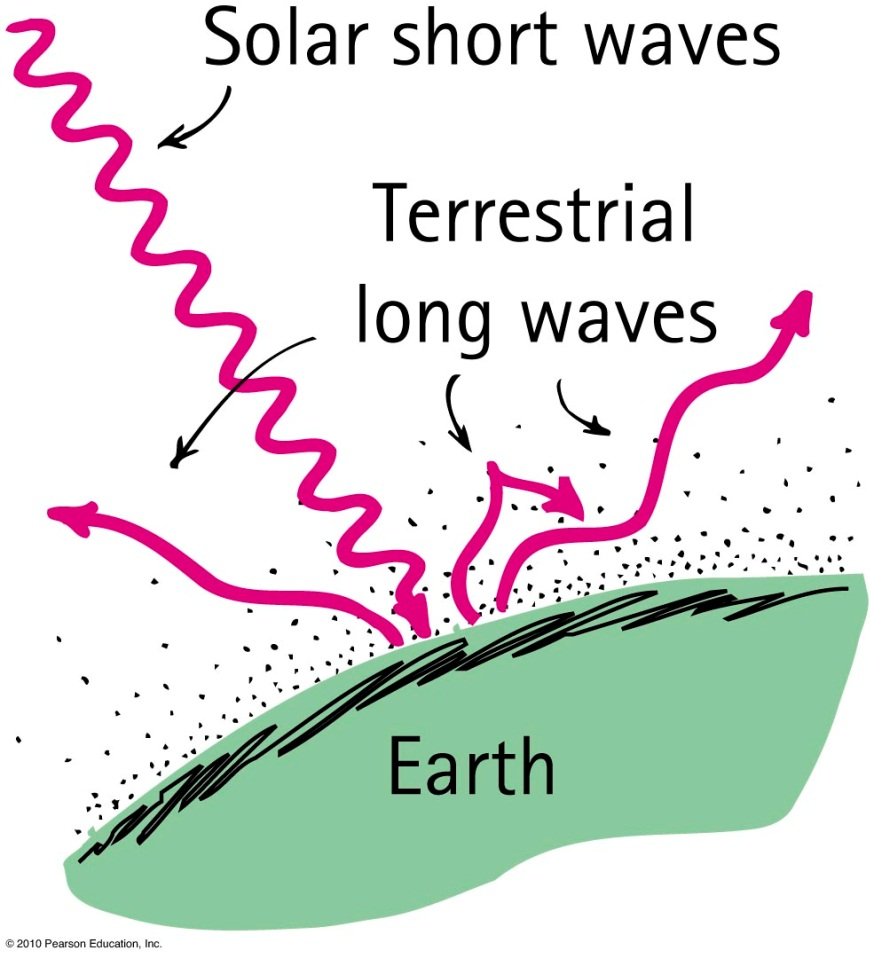 Solar short waves
Terrestrial
long waves
Earth
© 2010 Pearson Education, Inc.